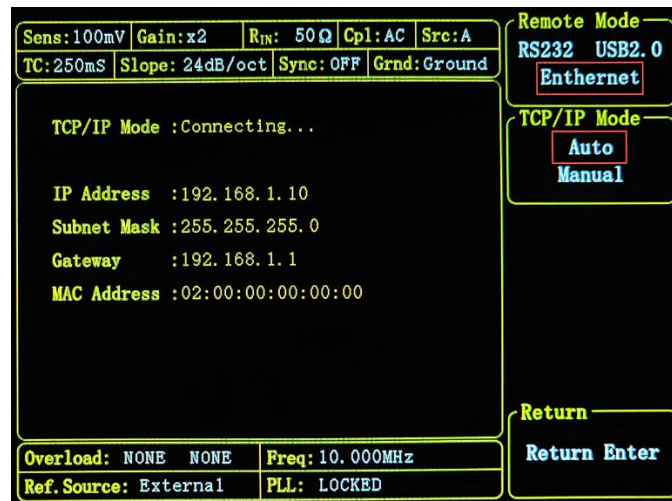 Sens:100mV Gain:x2 RIN: 50Ω Cpl:AC Src:A
TC:250mS Slope: 24dB/oct Sync:OFF Grnd:Ground
TCP/IP Mode :Connecting...
IP Address :192.168.1.10
Subnet Mask :255.255.255.0
Gateway :192.168.1.1
MAC Address :02:00:00:00:00:00
Overload: NONE NONE Freq:10.000MHz
Ref.Source: External PLL: LOCKED
Remote Mode
RS232 USB2.0
Enthernet
TCP/IP Mode
Auto
Manual
Return
Return Enter